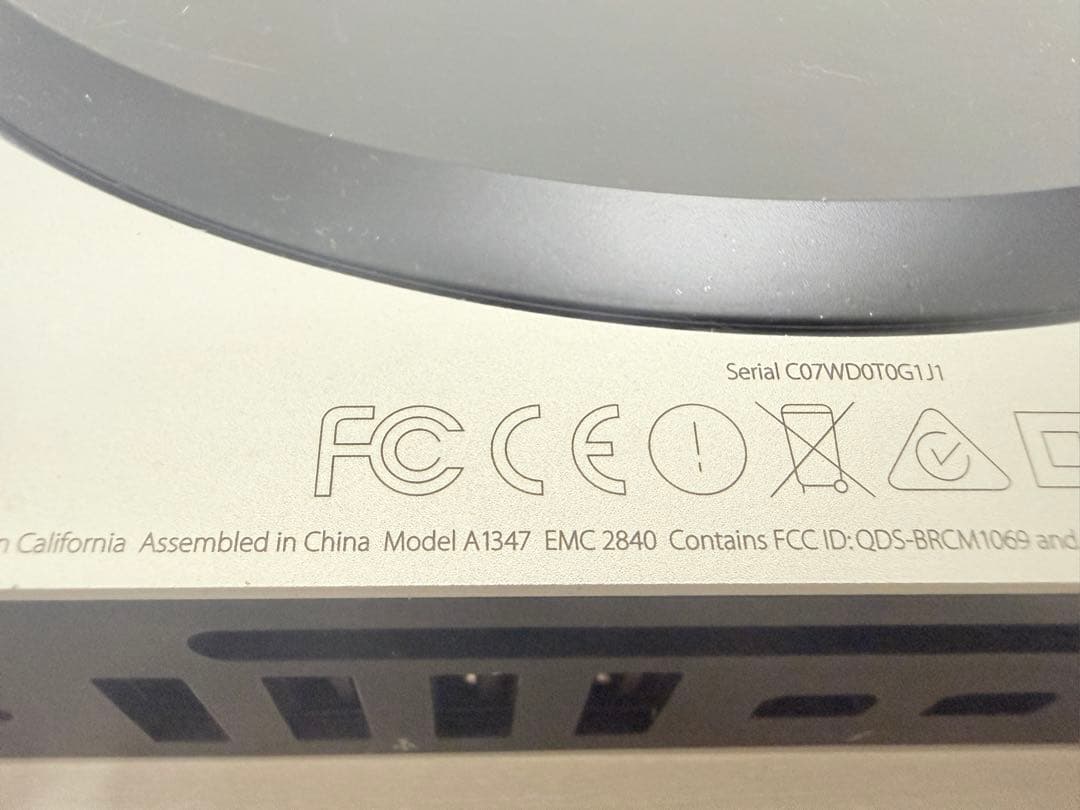 Serial C07WD0T0G1J1
FC CE
n California Assembled in China Model A1347 EMC 2840 Contains FCC ID: QDS-BRCM1069 and